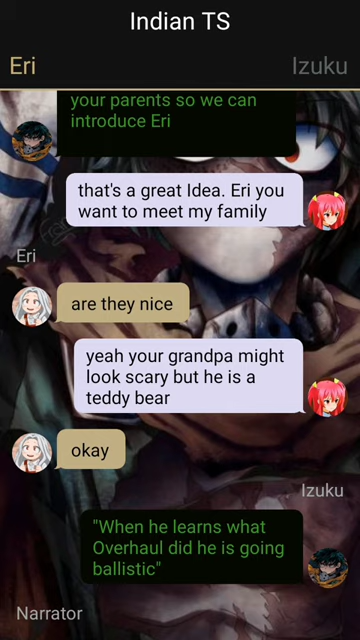 Indian TS
Eri
Izuku
your parents so we can
introduce Eri
that's a great Idea. Eri you
want to meet my family
Eri
are they nice
yeah your grandpa might
look scary but he is a
teddy bear
okay
Izuku
"When he learns what
Overhaul did he is going
ballistic"
Narrator